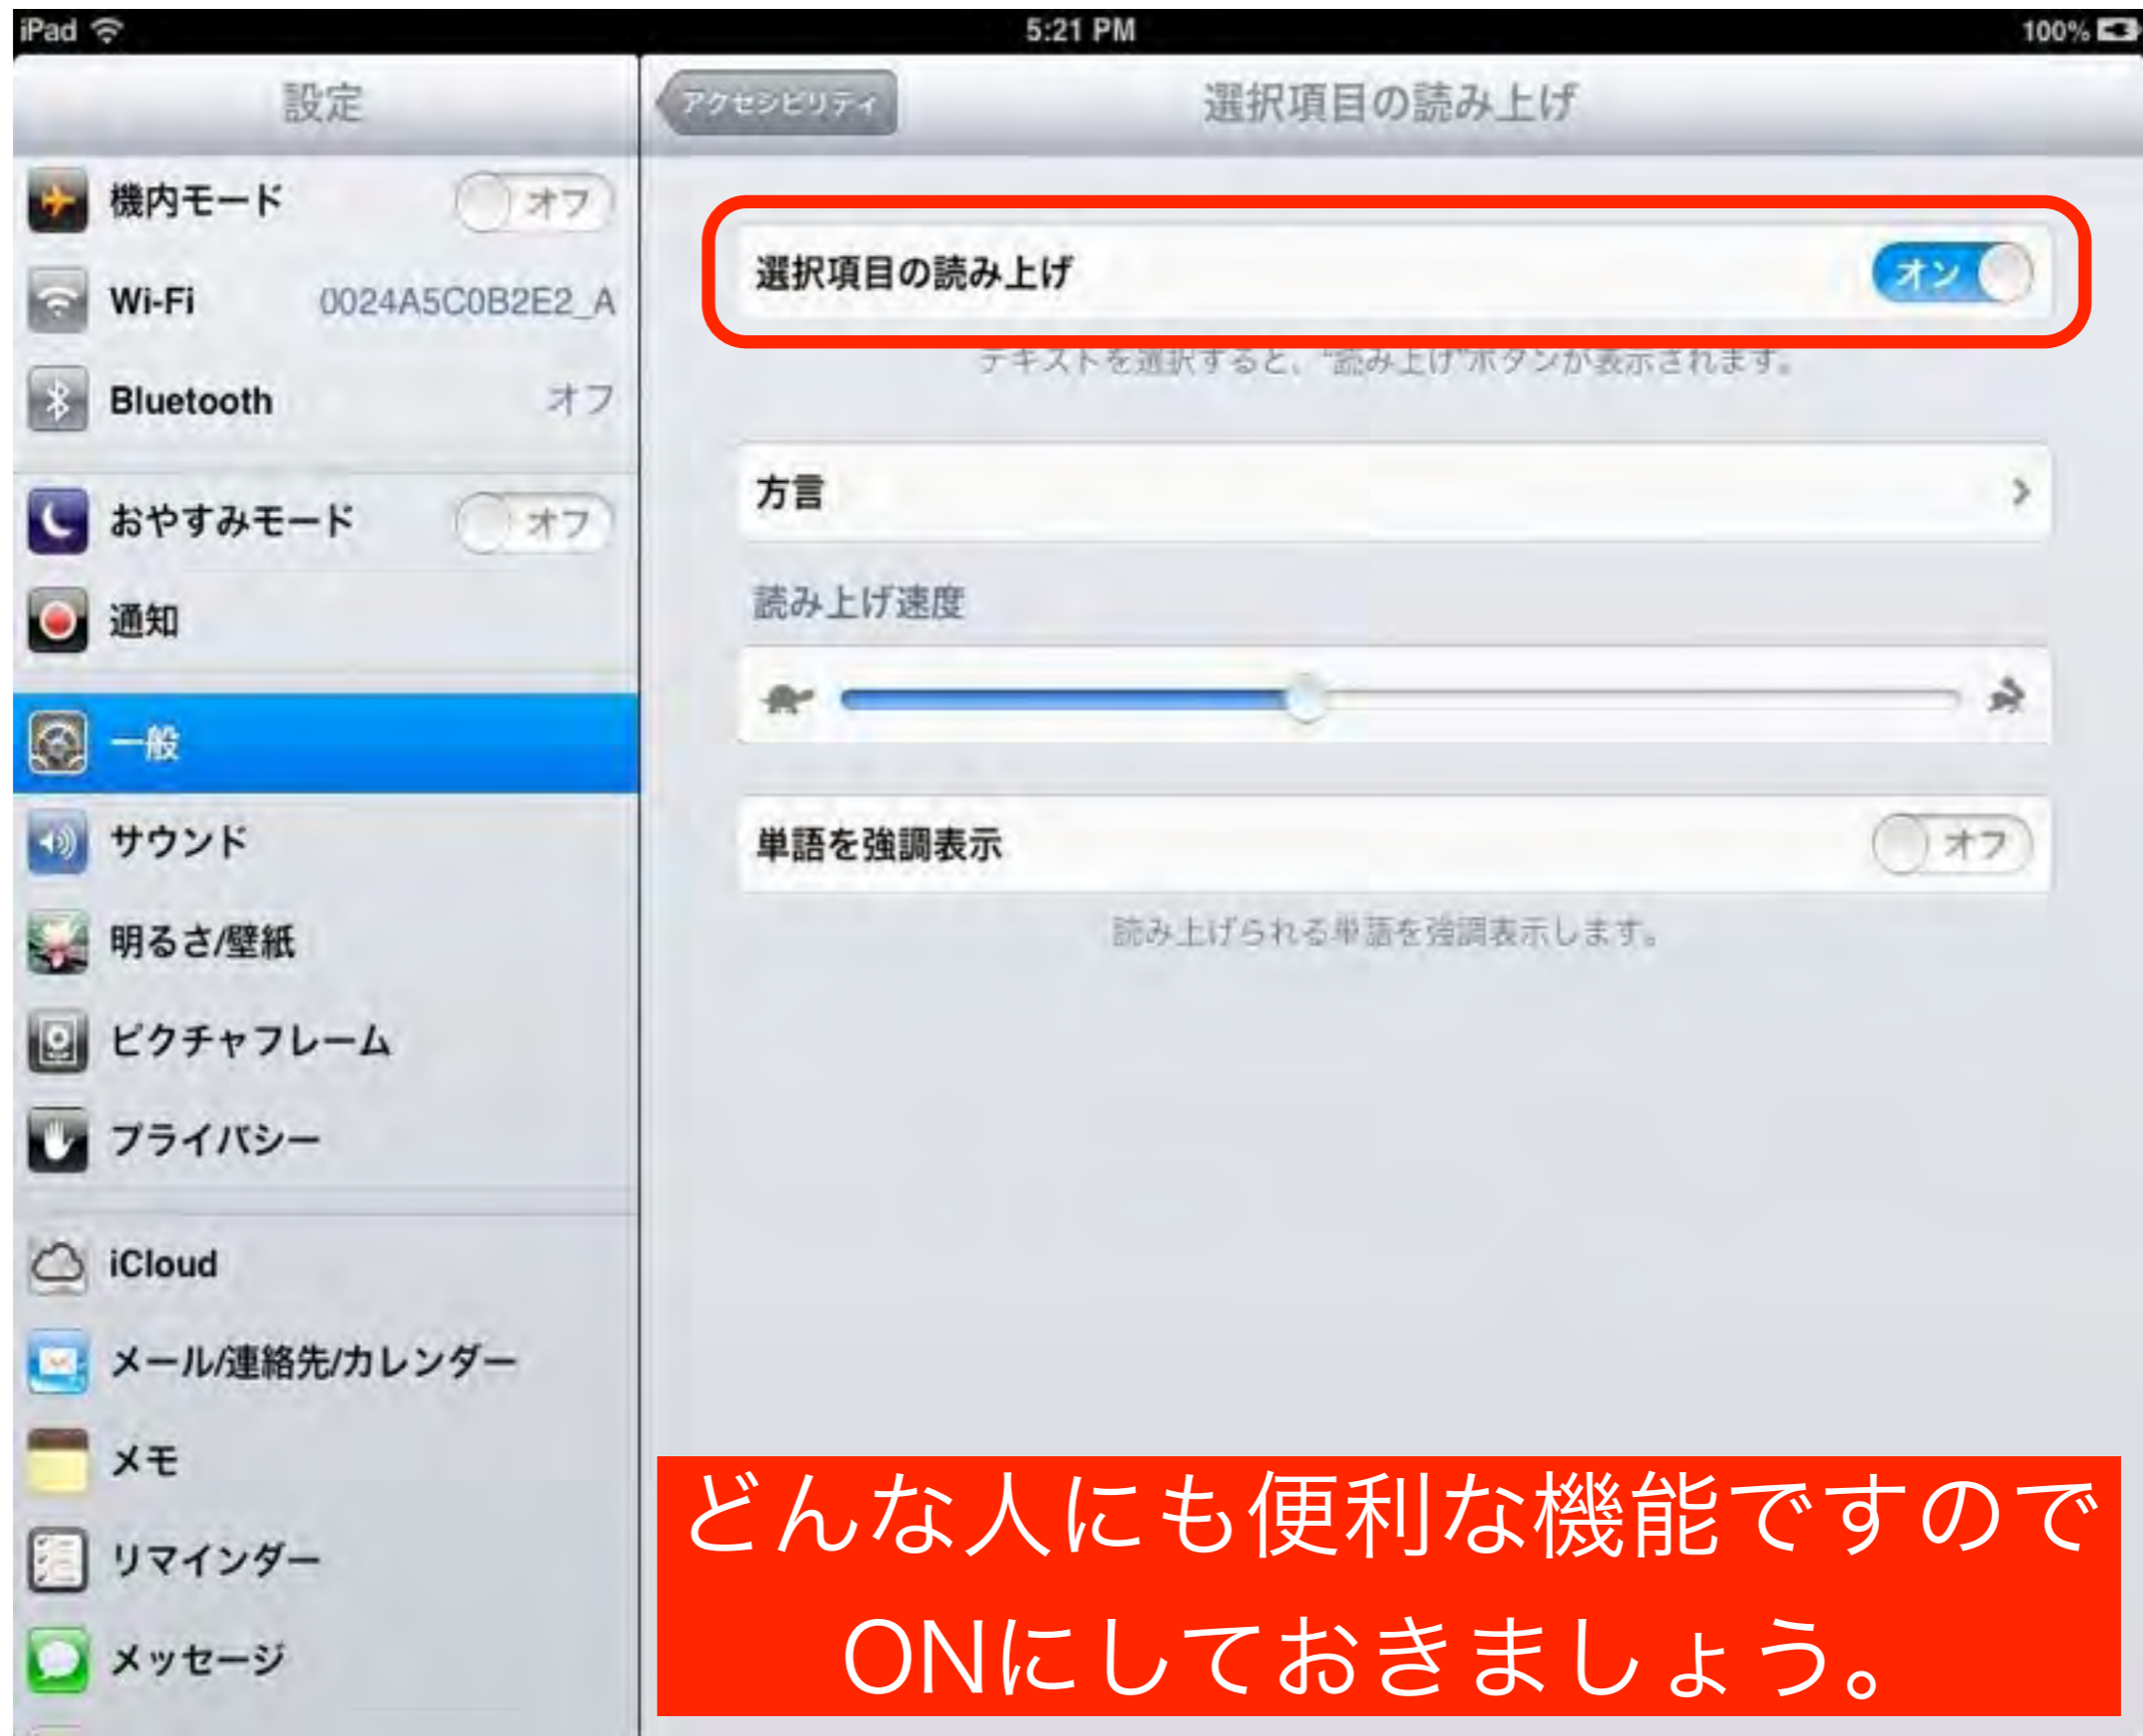 iPad
5:21 PM
100%
設定
機内モード オフ
Wi-Fi 0024A5C0B2E2_A
Bluetooth オフ
おやすみモード オフ
通知
一般
サウンド
明るさ/壁紙
ピクチャフレーム
プライバシー
iCloud
メール/連絡先/カレンダー
メモ
リマインダー
メッセージ
アクセシビリティ
選択項目の読み上げ
選択項目の読み上げ オン
テキストを選択すると、“読み上げ”ボタンが表示されます。
方言
読み上げ速度
単語を強調表示 オフ
読み上げられる単語を強調表示します。
どんな人にも便利な機能ですので
ONにしておきましょう。